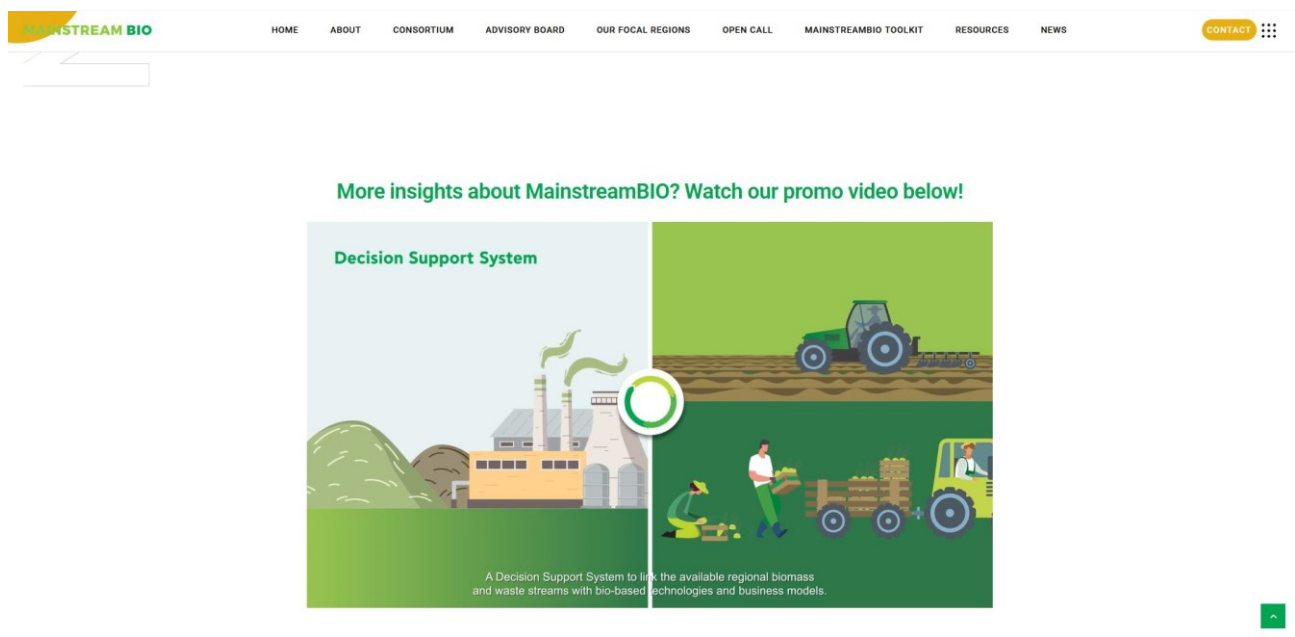 MAINSTREAM BIO
HOME ABOUT CONSORTIUM ADVISORY BOARD OUR FOCAL REGIONS OPEN CALL MAINSTREAMBIO TOOLKIT RESOURCES NEWS CONTACT
More insights about MainstreamBIO? Watch our promo video below!
Decision Support System
A Decision Support System to link the available regional biomass
and waste streams with bio-based technologies and business models.